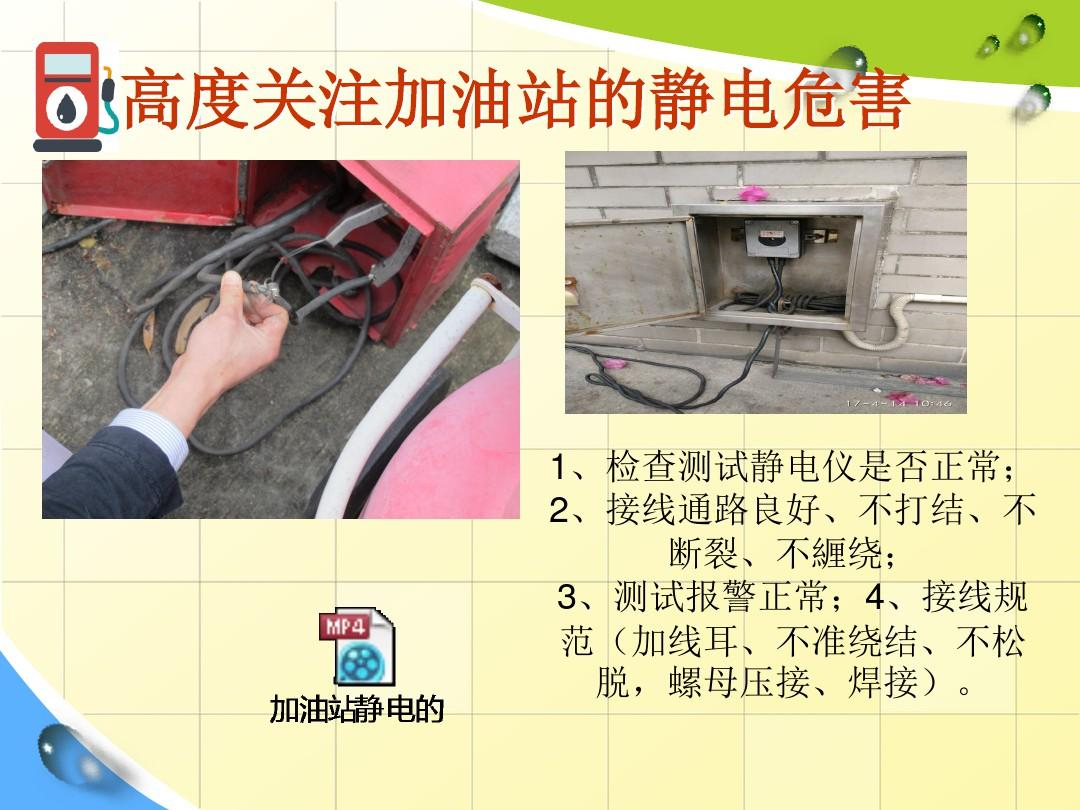 高度关注加油站的静电危害
17-4-14 10:46
1、检查测试静电仪是否正常;
2、接线通路良好、不打结、不
断裂、不缠绕;
3、测试报警正常; 4、接线规
范（加线耳、不准绕结、不松
脱，螺母压接、焊接）。
MP4
加油站静电的